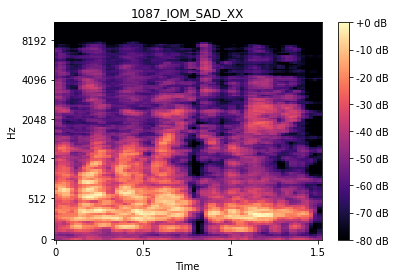 1087_IOM_SAD_XX
+0 dB
8192
-10 dB
4096
-20 dB
-30 dB
2048
Hz
-40 dB
1024
-50 dB
512
-60 dB
-70 dB
0
-80 dB
0
0.5
1
1.5
Time